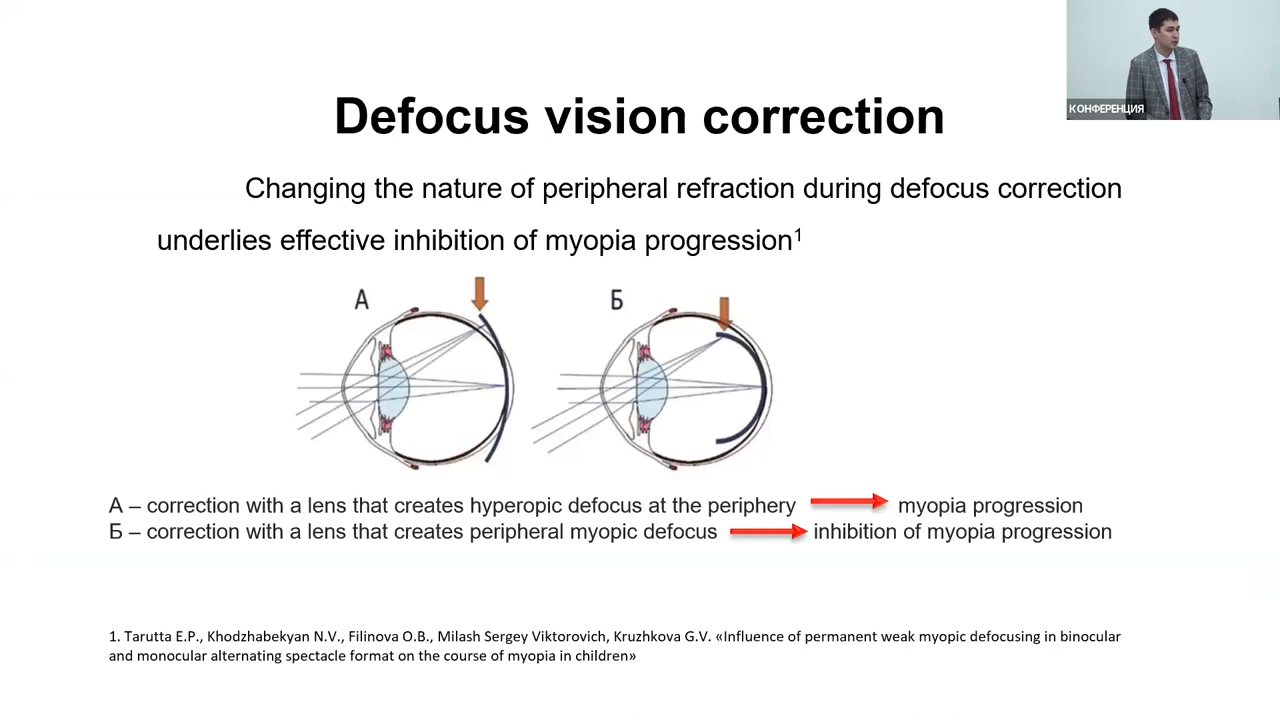 КОНФЕРЕНЦИЯ
Defocus vision correction
Changing the nature of peripheral refraction during defocus correction
underlies effective inhibition of myopia progression¹
А
Б
А – correction with a lens that creates hyperopic defocus at the periphery myopia progression
Б – correction with a lens that creates peripheral myopic defocus inhibition of myopia progression
1. Tarutta E.P., Khodzhabekyan N.V., Filinova O.B., Milash Sergey Viktorovich, Kruzhkova G.V. «Influence of permanent weak myopic defocusing in binocular
and monocular alternating spectacle format on the course of myopia in children»